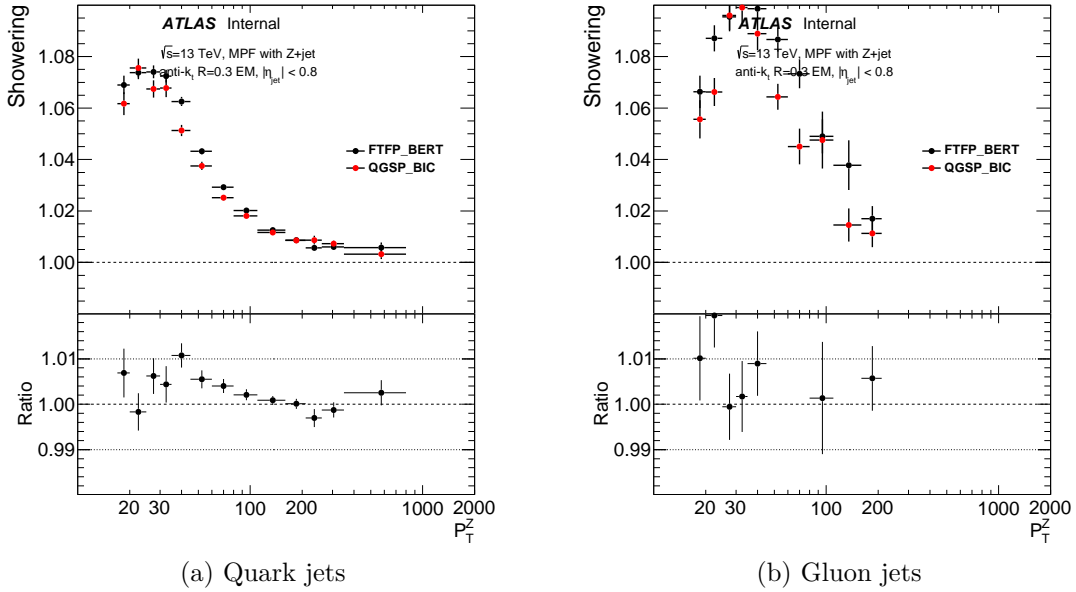 ATLAS Internal
√s=13 TeV, MPF with Z+jet
anti-k_t R=0.3 EM, |η_jet| < 0.8
Showering
1.08
1.06
1.04
1.02
1.00
FTFP_BERT
QGSP_BIC
Ratio
1.01
1.00
0.99
20 30 100 200 1000 2000
P_T^Z
(a) Quark jets
ATLAS Internal
√s=13 TeV, MPF with Z+jet
anti-k_t R=0.3 EM, |η_jet| < 0.8
Showering
1.08
1.06
1.04
1.02
1.00
FTFP_BERT
QGSP_BIC
Ratio
1.01
1.00
0.99
20 30 100 200 1000 2000
P_T^Z
(b) Gluon jets